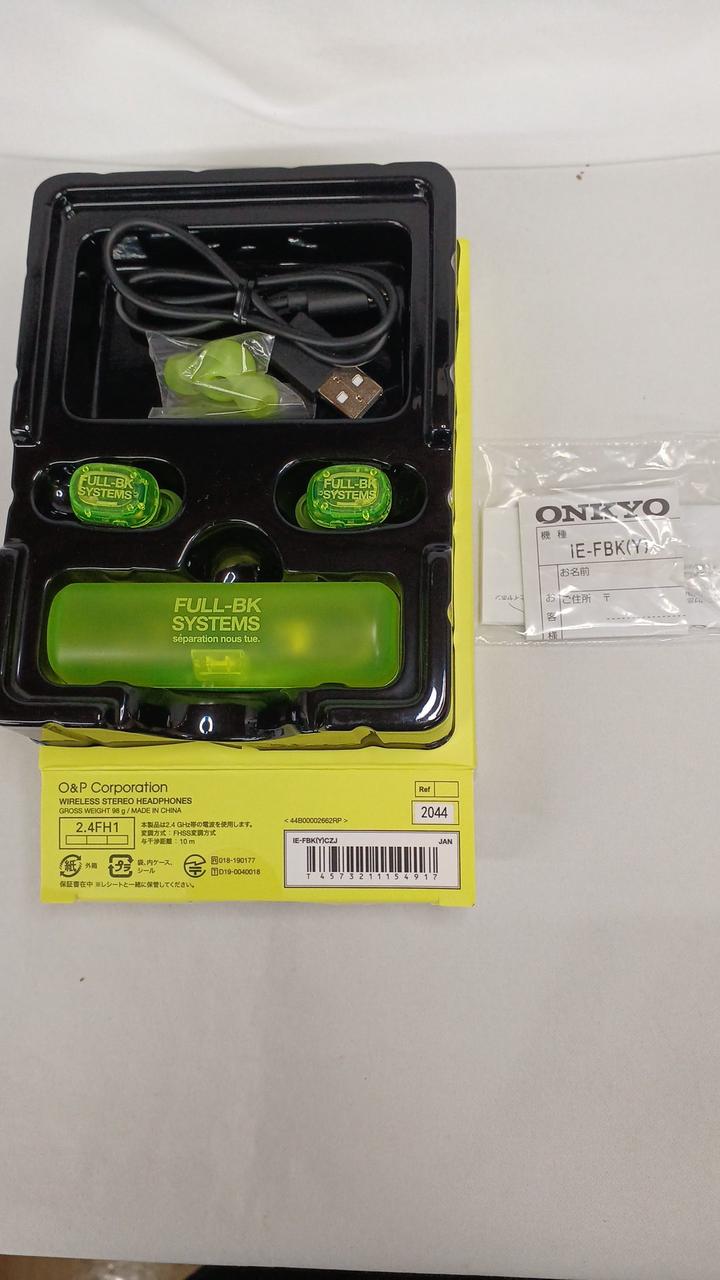 FULL-BK
SYSTEMS
FULL-BK
SYSTEMS
FULL-BK
SYSTEMS
séparation nous tue.
ONKYO
機 種
IE-FBK(Y)
お名前
お
ご住所 〒
客
様
O&P Corporation
WIRELESS STEREO HEADPHONES
GROSS WEIGHT 98 g / MADE IN CHINA
2.4FH1
本製品は2.4 GHz帯の電波を使用します。
変調方式：FHSS変調方式
与干渉距離：10 m
紙
外箱
プラ
袋、内ケース、
シール
R 018-190177
T D19-0040018
保証書在中 ※レシートと一緒に保管してください。
Ref
2044
<44B00002662RP>
IE-FBK(Y)CZJ
JAN
T 4573211154917